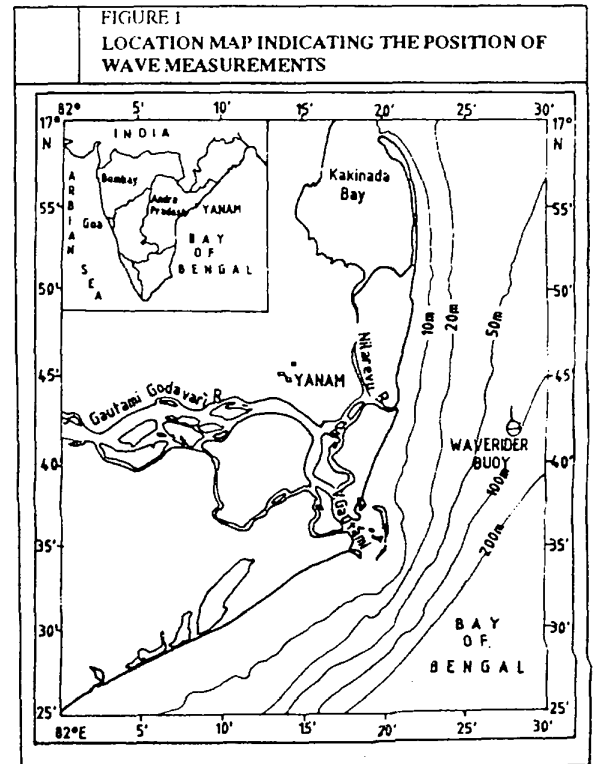 FIGURE 1
LOCATION MAP INDICATING THE POSITION OF
WAVE MEASUREMENTS
82° 5' 10' 15' 20' 25' 30'
17°
N
17°
N
INDIA
Bombay
Andra
Pradesh
YANAM
Goa
ARBIAN
SEA
BAY
OF
BENGAL
Kakinada
Bay
55'
55'
50'
50'
10m
20m
50m
Nilarevu R
45'
45'
YANAM
Gautami Godavari R
WAVERIDER
BUOY
40'
40'
100m
200m
Gautami
35'
35'
30'
30'
BAY
OF
BENGAL
25'
25'
82°E 5' 10' 15' 20' 25' 30'